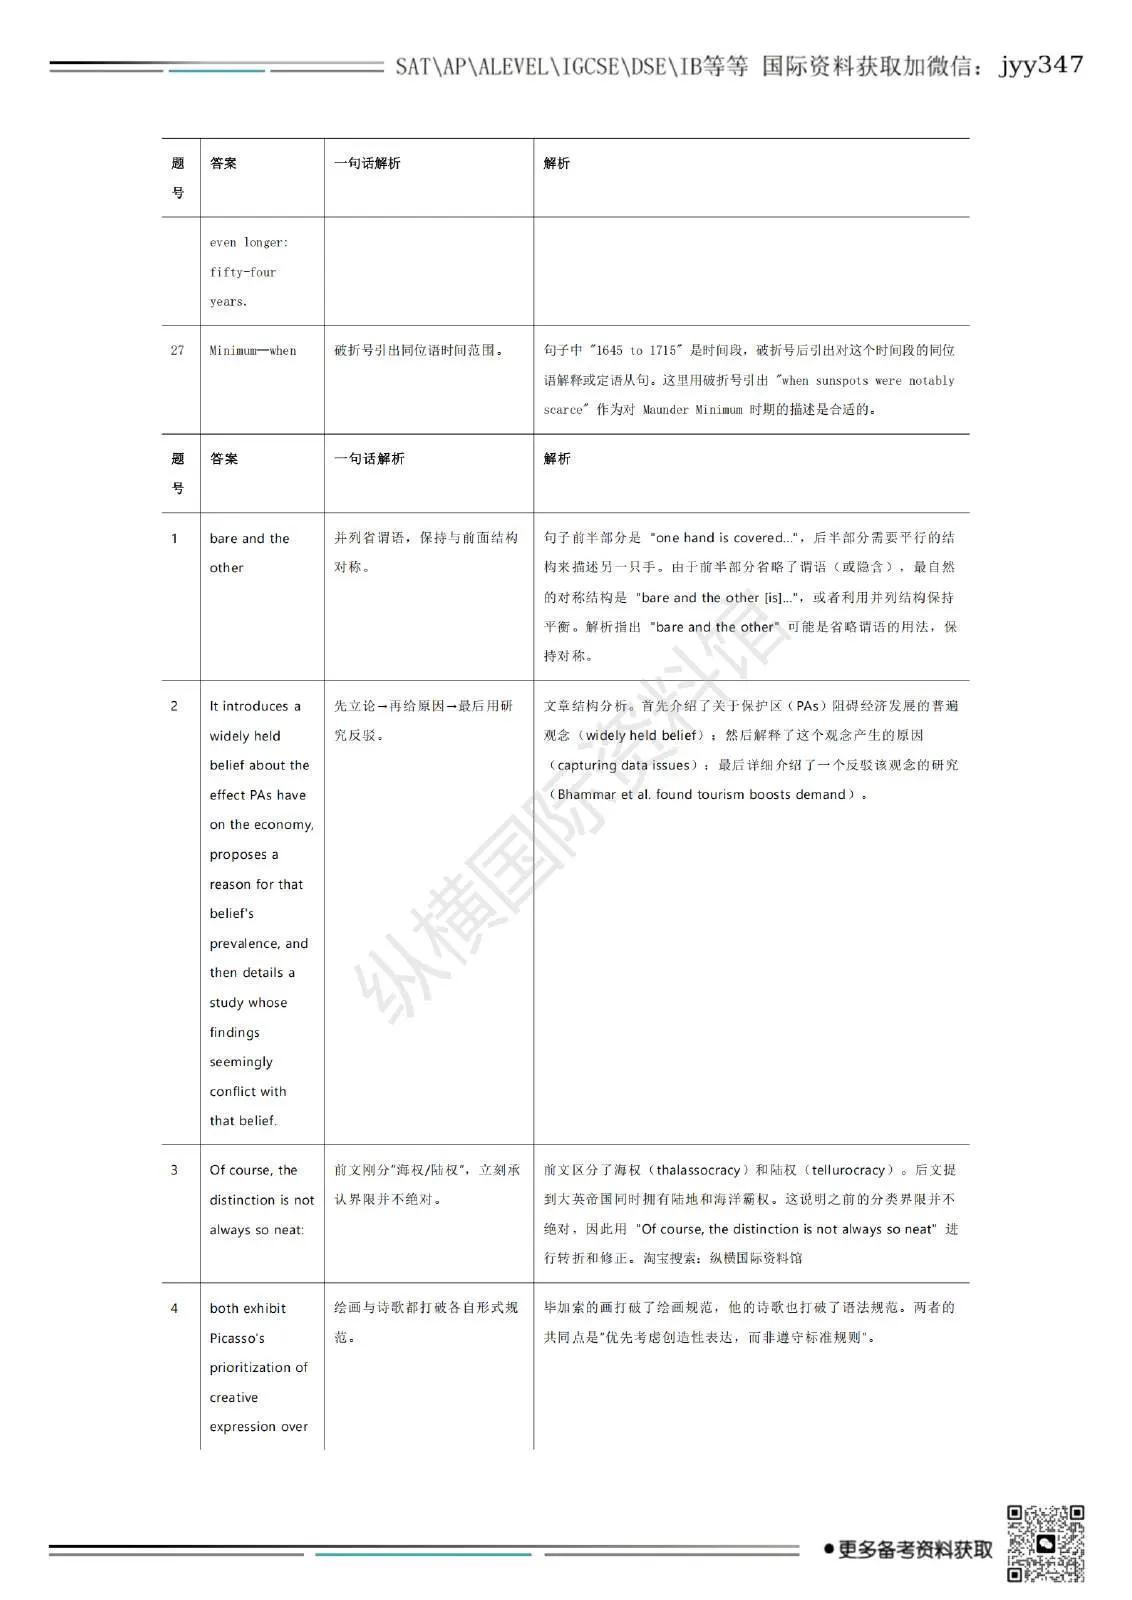 SAT\AP\ALEVEL\IGCSE\DSE\IB等等 国际资料获取加微信：jyy347
题号 答案 一句话解析 解析
even longer:
fifty-four
years.
27 Minimum—when 破折号引出同位语时间范围。 句子中 "1645 to 1715" 是时间段，破折号后引出对这个时间段的同位
语解释或定语从句。这里用破折号引出 "when sunspots were notably
scarce" 作为对 Maunder Minimum 时期的描述是合适的。
题号 答案 一句话解析 解析
1 bare and the
other
并列省谓语，保持与前面结构
对称。
句子前半部分是 "one hand is covered..."，后半部分需要平行的结
构来描述另一只手。由于前半部分省略了谓语（或隐含），最自然
的对称结构是 "bare and the other [is]..."，或者利用并列结构保持
平衡。解析指出 "bare and the other" 可能是省略谓语的用法，保
持对称。
2 It introduces a
widely held
belief about the
effect PAs have
on the economy,
proposes a
reason for that
belief's
prevalence, and
then details a
study whose
findings
seemingly
conflict with
that belief.
先立论→再给原因→最后用研
究反驳。
文章结构分析。首先介绍了关于保护区（PAs）阻碍经济发展的普遍
观念（widely held belief）；然后解释了这个观念产生的原因
（capturing data issues）；最后详细介绍了一个反驳该观念的研究
（Bhammar et al. found tourism boosts demand）。
3 Of course, the
distinction is not
always so neat:
前文刚分"海权/陆权"，立刻承
认界限并不绝对。
前文区分了海权（thalassocracy）和陆权（tellurocracy）。后文提
到大英帝国同时拥有陆地和海洋霸权。这说明之前的分类界限并不
绝对，因此用 "Of course, the distinction is not always so neat" 进
行转折和修正。淘宝搜索：纵横国际资料馆
4 both exhibit
Picasso's
prioritization of
creative
expression over
绘画与诗歌都打破各自形式规
范。
毕加索的画打破了绘画规范，他的诗歌也打破了语法规范。两者的
共同点是"优先考虑创造性表达，而非遵守标准规则"。
纵横国际资料馆
●更多备考资料获取